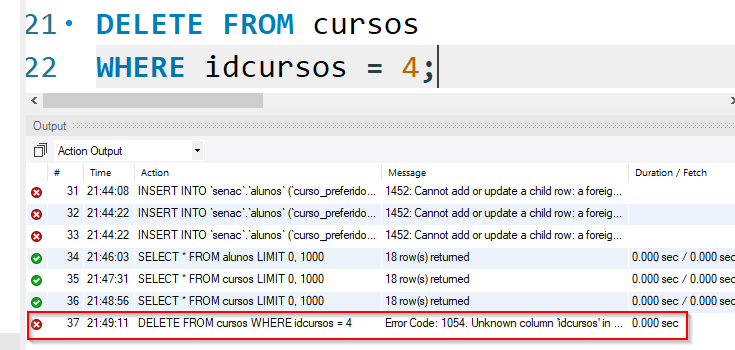 21 DELETE FROM cursos
22 WHERE idcursos = 4;
Output
Action Output
# Time Action Message Duration / Fetch
31 21:44:08 INSERT INTO `senac`.`alunos` (`curso_preferido... 1452: Cannot add or update a child row: a foreig...
32 21:44:22 INSERT INTO `senac`.`alunos` (`curso_preferido... 1452: Cannot add or update a child row: a foreig...
33 21:44:22 INSERT INTO `senac`.`alunos` (`curso_preferido... 1452: Cannot add or update a child row: a foreig...
34 21:46:03 SELECT * FROM alunos LIMIT 0, 1000 18 row(s) returned 0.000 sec / 0.000 sec
35 21:47:31 SELECT * FROM cursos LIMIT 0, 1000 18 row(s) returned 0.000 sec / 0.000 sec
36 21:48:56 SELECT * FROM cursos LIMIT 0, 1000 18 row(s) returned 0.000 sec / 0.000 sec
37 21:49:11 DELETE FROM cursos WHERE idcursos = 4 Error Code: 1054. Unknown column 'idcursos' in ... 0.000 sec